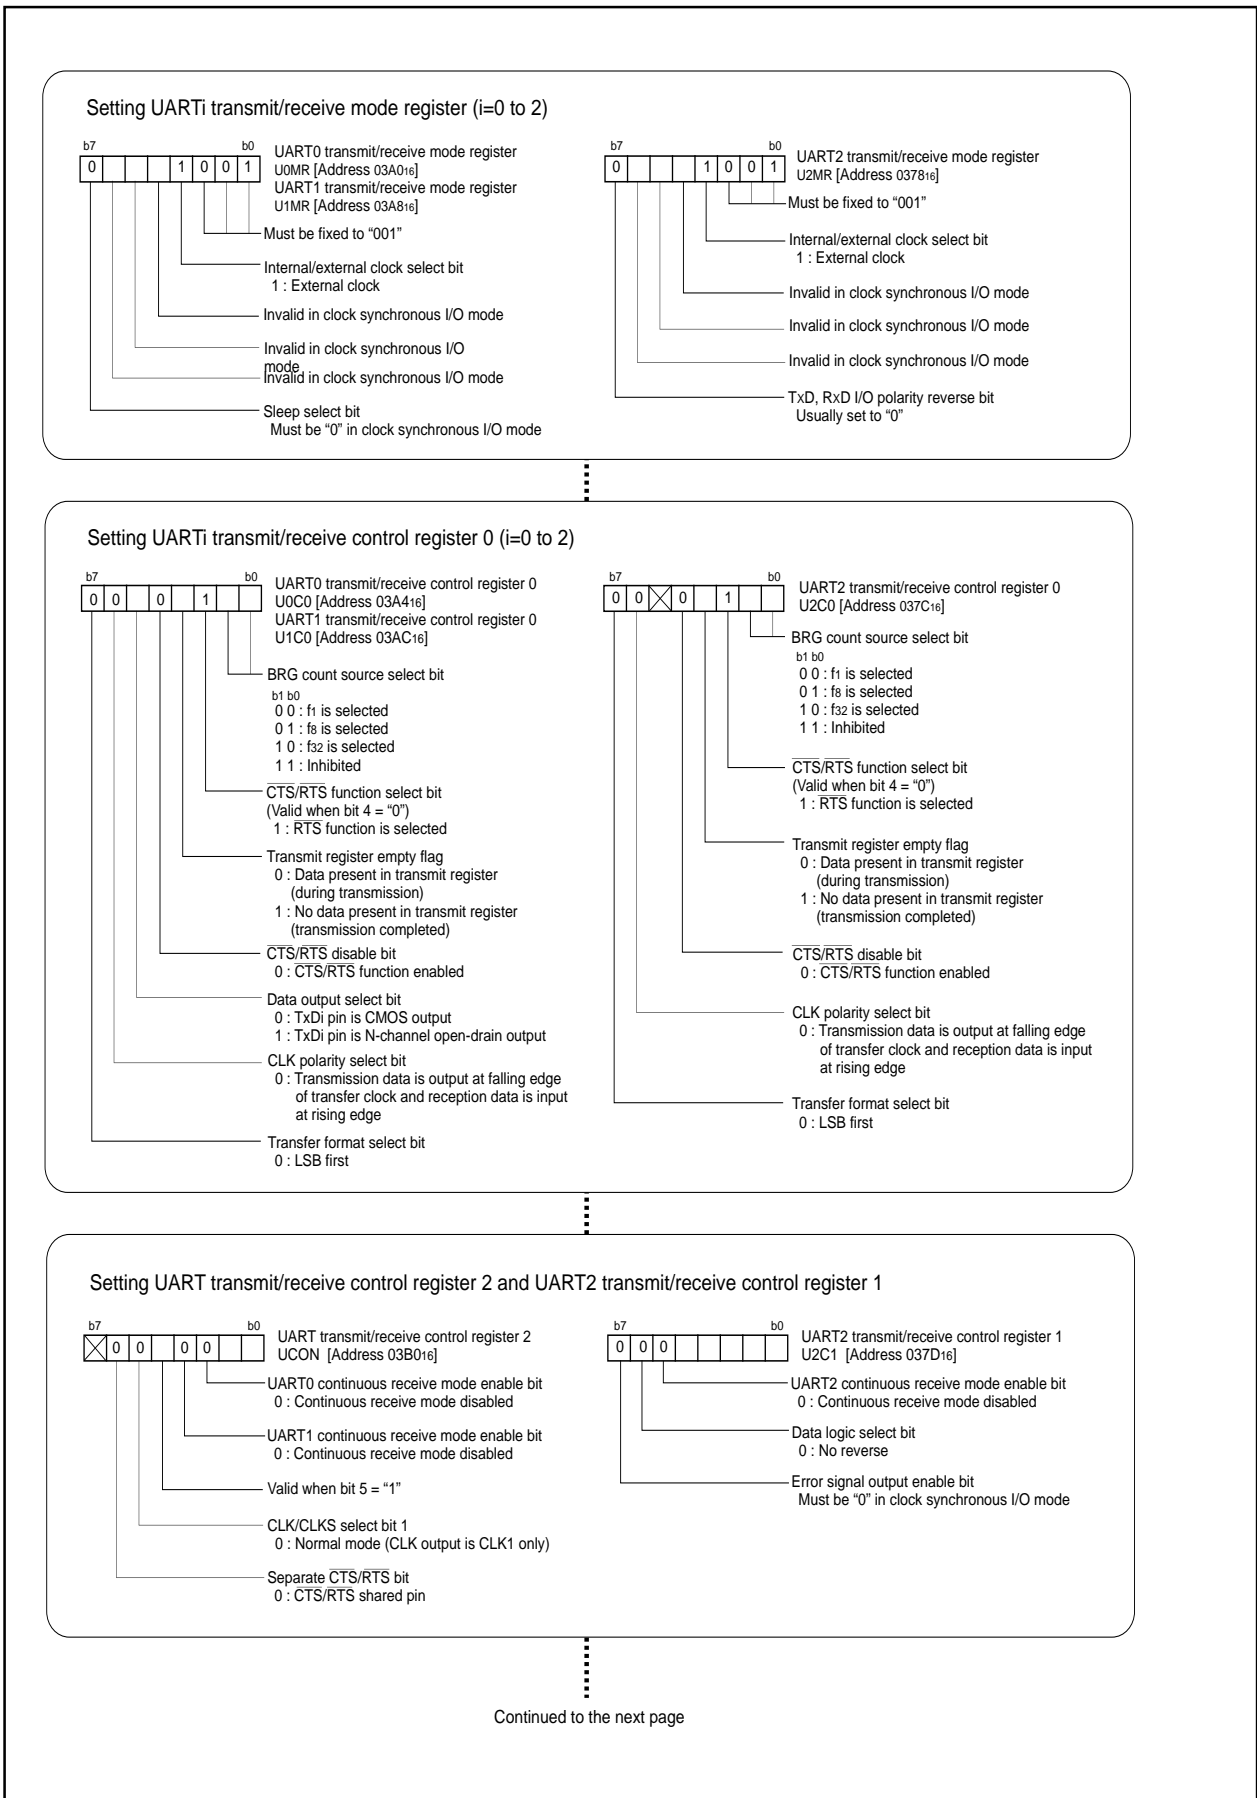 Setting UARTi transmit/receive mode register (i=0 to 2)
b7 b0
0 1 0 0 1
UART0 transmit/receive mode register
U0MR [Address 03A016]
UART1 transmit/receive mode register
U1MR [Address 03A816]
Must be fixed to “001”
Internal/external clock select bit
1 : External clock
Invalid in clock synchronous I/O mode
Invalid in clock synchronous I/O
mode
Invalid in clock synchronous I/O mode
Sleep select bit
Must be “0” in clock synchronous I/O mode
b7 b0
0 1 0 0 1
UART2 transmit/receive mode register
U2MR [Address 037816]
Must be fixed to “001”
Internal/external clock select bit
1 : External clock
Invalid in clock synchronous I/O mode
Invalid in clock synchronous I/O mode
Invalid in clock synchronous I/O mode
TxD, RxD I/O polarity reverse bit
Usually set to “0”
Setting UARTi transmit/receive control register 0 (i=0 to 2)
b7 b0
0 0 0 1
UART0 transmit/receive control register 0
U0C0 [Address 03A416]
UART1 transmit/receive control register 0
U1C0 [Address 03AC16]
BRG count source select bit
b1 b0
0 0 : f1 is selected
0 1 : f8 is selected
1 0 : f32 is selected
1 1 : Inhibited
CTS/RTS function select bit
(Valid when bit 4 = “0”)
1 : RTS function is selected
Transmit register empty flag
0 : Data present in transmit register
(during transmission)
1 : No data present in transmit register
(transmission completed)
CTS/RTS disable bit
0 : CTS/RTS function enabled
Data output select bit
0 : TxDi pin is CMOS output
1 : TxDi pin is N-channel open-drain output
CLK polarity select bit
0 : Transmission data is output at falling edge
of transfer clock and reception data is input
at rising edge
Transfer format select bit
0 : LSB first
b7 b0
0 0 0 1
UART2 transmit/receive control register 0
U2C0 [Address 037C16]
BRG count source select bit
b1 b0
0 0 : f1 is selected
0 1 : f8 is selected
1 0 : f32 is selected
1 1 : Inhibited
CTS/RTS function select bit
(Valid when bit 4 = “0”)
1 : RTS function is selected
Transmit register empty flag
0 : Data present in transmit register
(during transmission)
1 : No data present in transmit register
(transmission completed)
CTS/RTS disable bit
0 : CTS/RTS function enabled
CLK polarity select bit
0 : Transmission data is output at falling edge
of transfer clock and reception data is input
at rising edge
Transfer format select bit
0 : LSB first
Setting UART transmit/receive control register 2 and UART2 transmit/receive control register 1
b7 b0
0 0 0 0
UART transmit/receive control register 2
UCON [Address 03B016]
UART0 continuous receive mode enable bit
0 : Continuous receive mode disabled
UART1 continuous receive mode enable bit
0 : Continuous receive mode disabled
Valid when bit 5 = “1”
CLK/CLKS select bit 1
0 : Normal mode (CLK output is CLK1 only)
Separate CTS/RTS bit
0 : CTS/RTS shared pin
b7 b0
0 0 0
UART2 transmit/receive control register 1
U2C1 [Address 037D16]
UART2 continuous receive mode enable bit
0 : Continuous receive mode disabled
Data logic select bit
0 : No reverse
Error signal output enable bit
Must be “0” in clock synchronous I/O mode
Continued to the next page